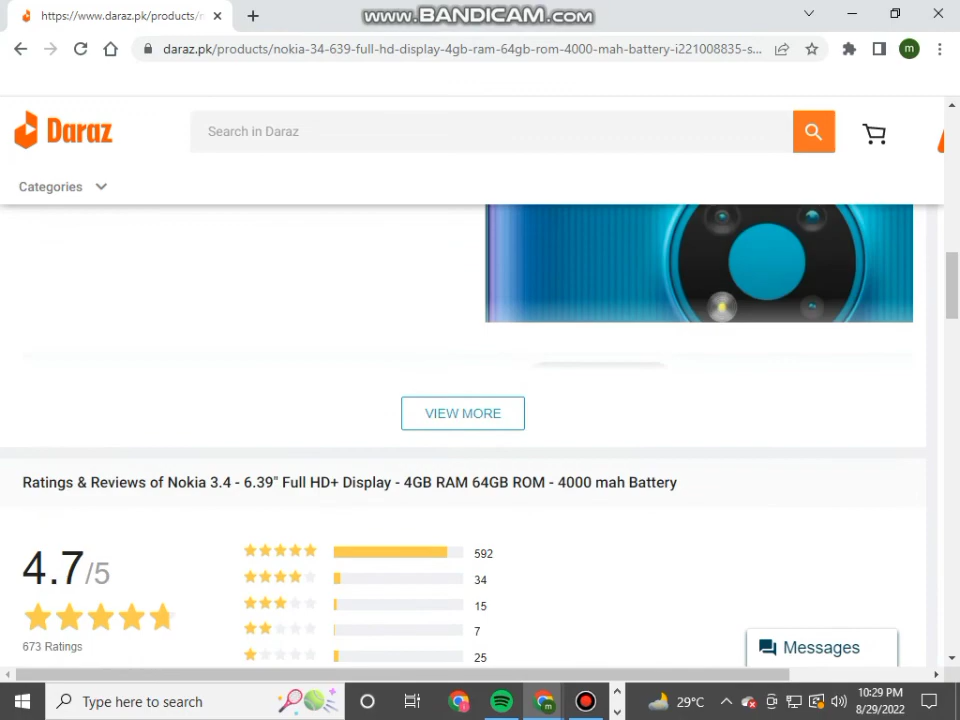 https://www.daraz.pk/products/n
www.BANDICAM.com
daraz.pk/products/nokia-34-639-full-hd-display-4gb-ram-64gb-rom-4000-mah-battery-i221008835-s...
m
Daraz
Search in Daraz
Categories
VIEW MORE
Ratings & Reviews of Nokia 3.4 - 6.39" Full HD+ Display - 4GB RAM 64GB ROM - 4000 mah Battery
4.7/5
673 Ratings
592
34
15
7
25
Messages
Type here to search
m
29°C
10:29 PM
8/29/2022